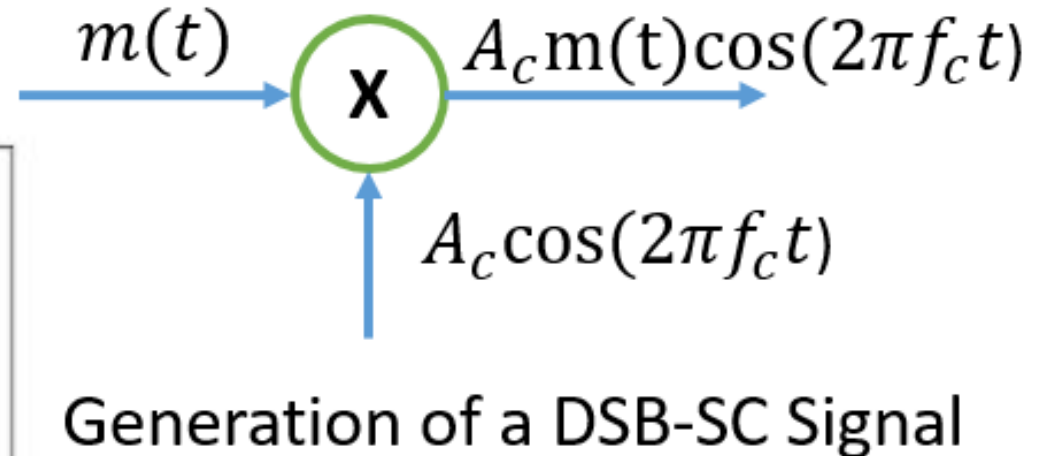 m(t)
X
A_c m(t)cos(2πf_c t)
A_c cos(2πf_c t)
Generation of a DSB-SC Signal